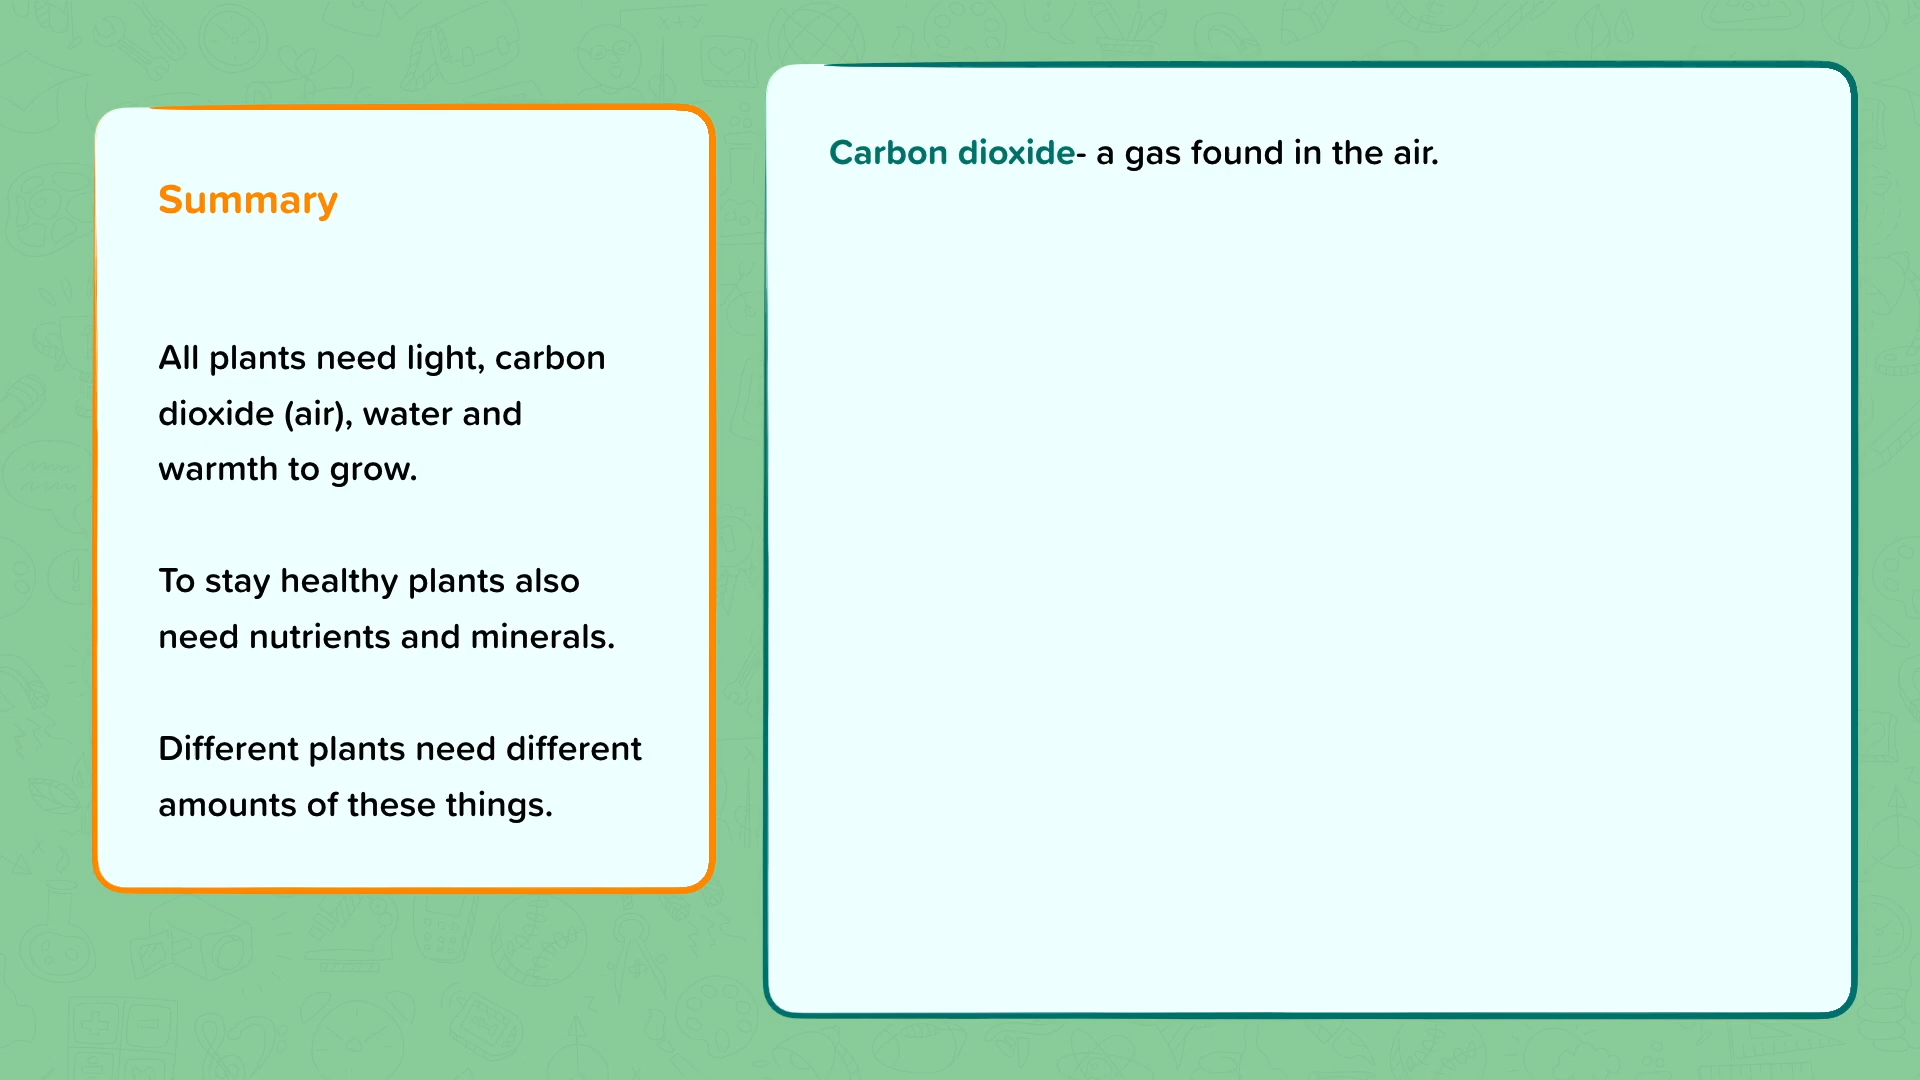 Summary
All plants need light, carbon
dioxide (air), water and
warmth to grow.
To stay healthy plants also
need nutrients and minerals.
Different plants need different
amounts of these things.
Carbon dioxide- a gas found in the air.